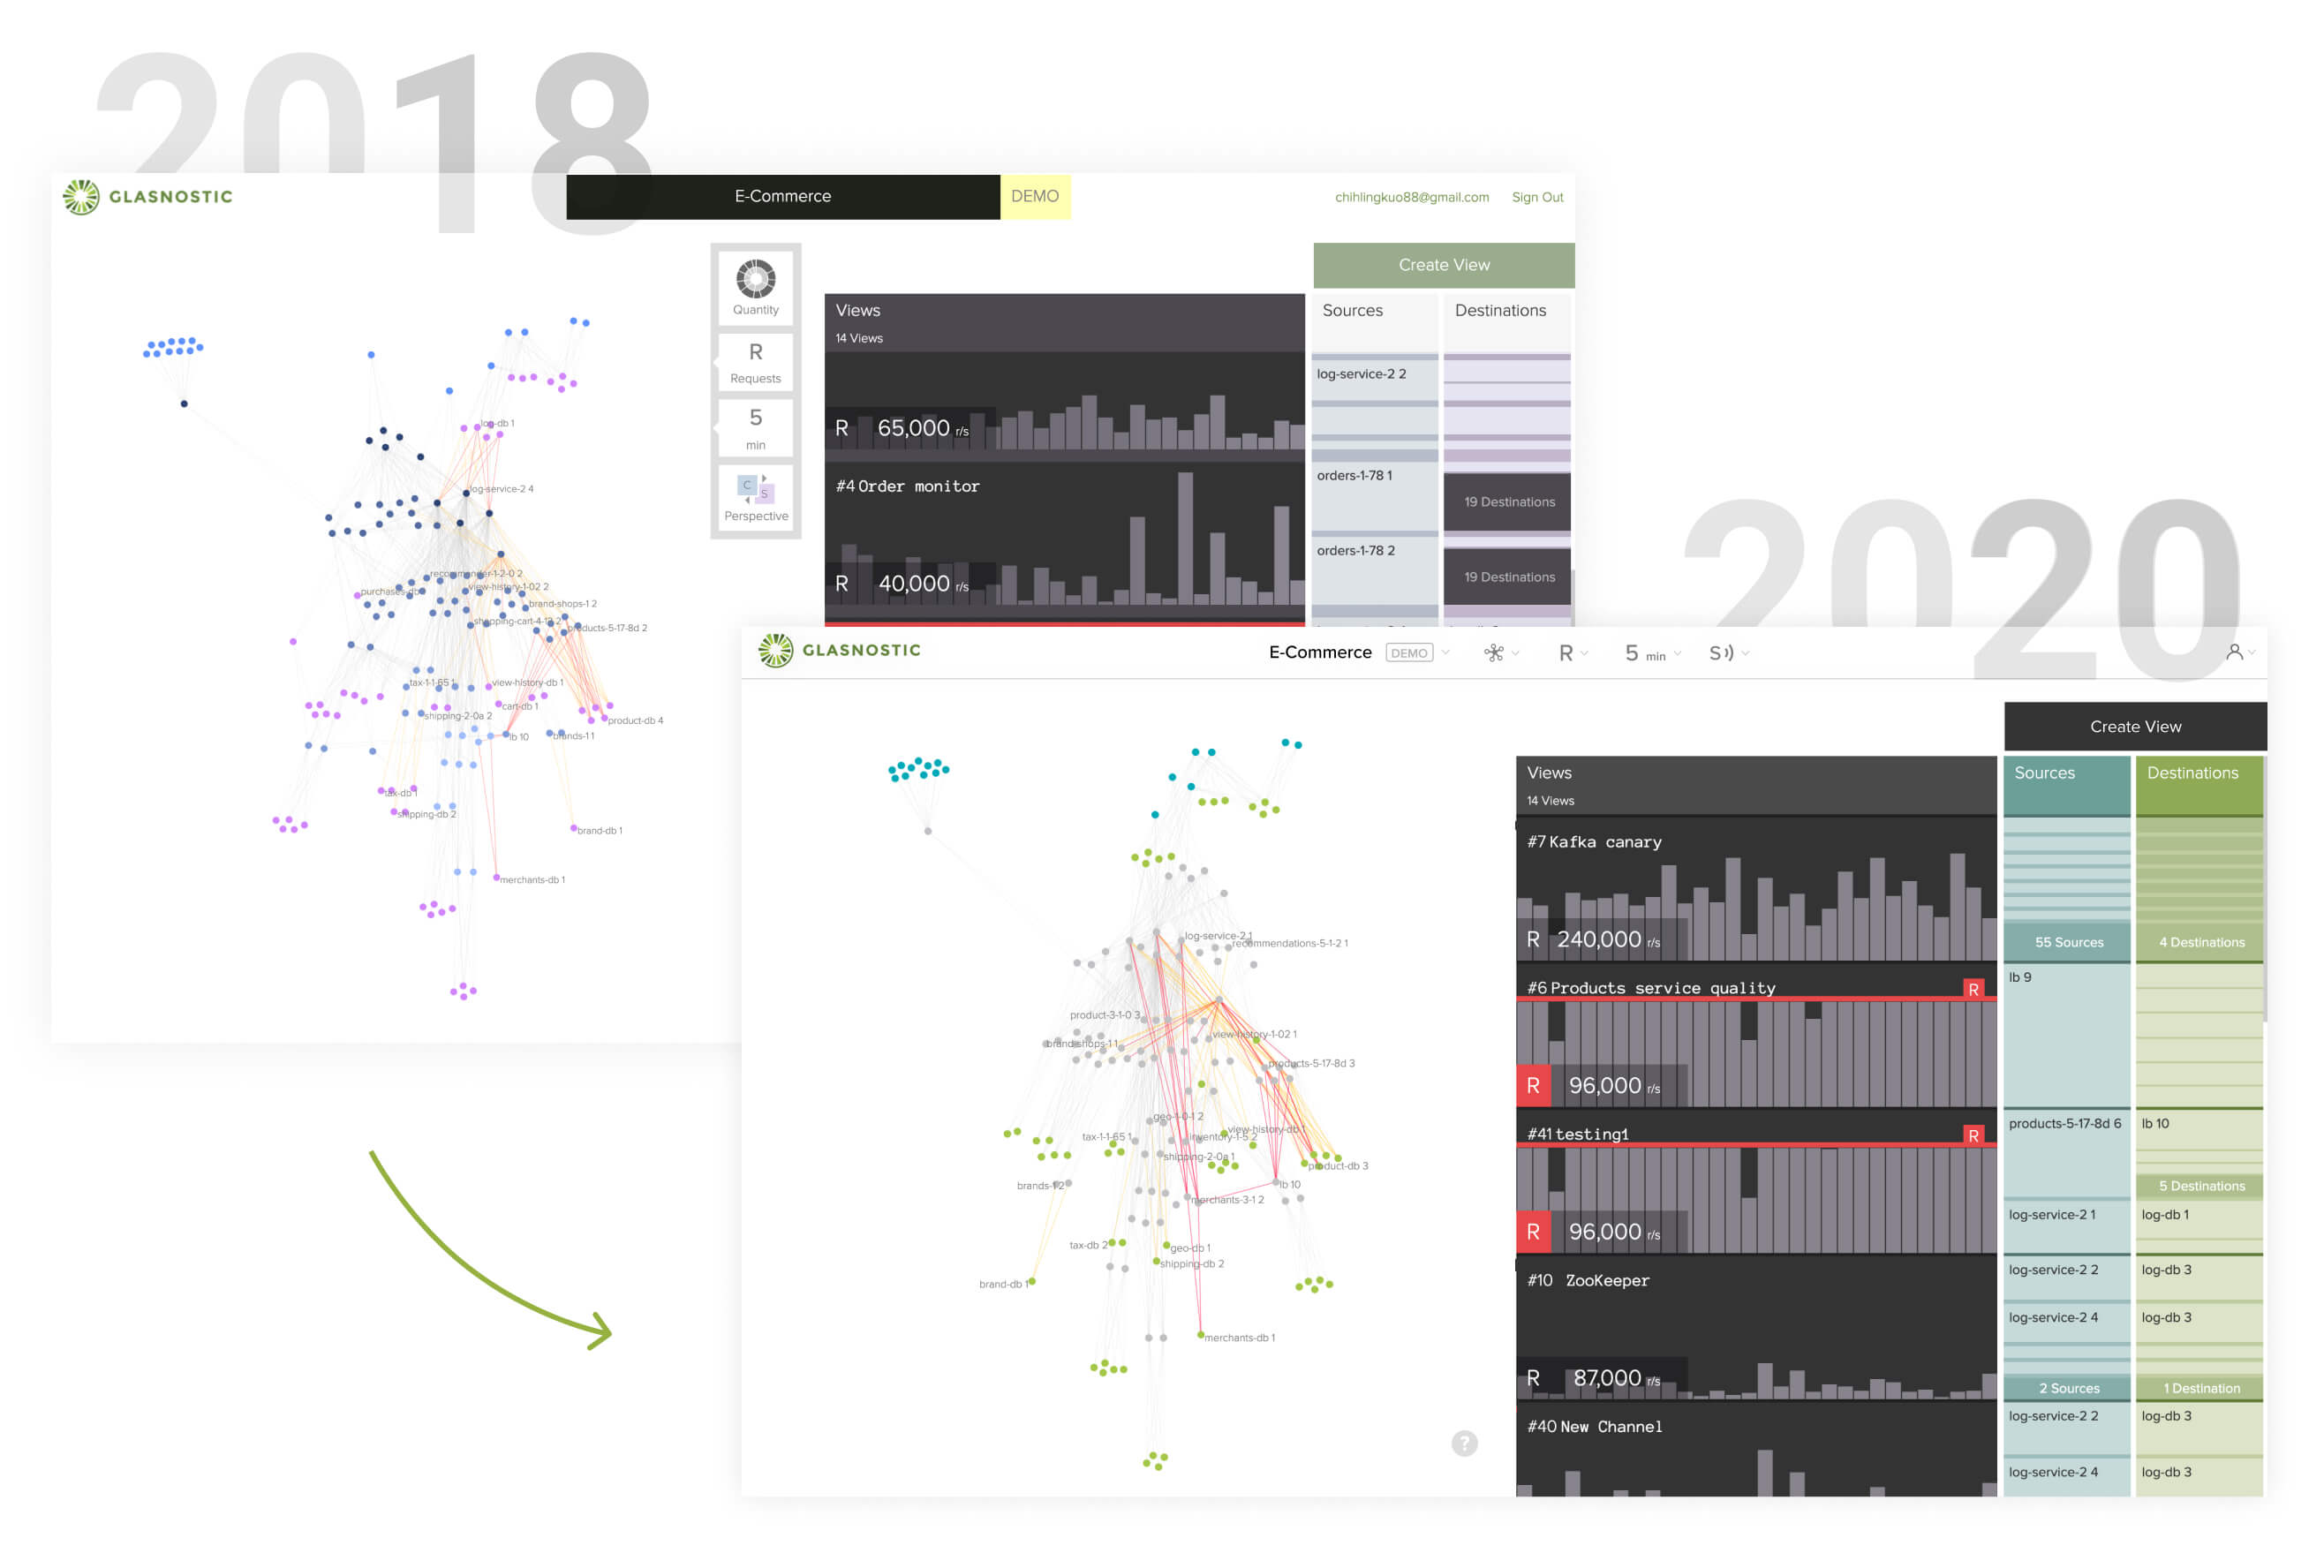 2018
GLASNOSTIC
E-Commerce
DEMO
chihlingkuo88@gmail.com
Sign Out
Quantity
R
Requests
5
min
C
S
Perspective
Create View
Views
14 Views
Sources
Destinations
R 65,000 r/s
#4 Order monitor
R 40,000 r/s
log-service-2 2
orders-1-78 1
19 Destinations
orders-1-78 2
19 Destinations
log-db 1
log-service-2 4
recommender-1-2-0 2
purchases-db
view-history-1-02 2
brand-shops-1 2
shopping-cart-4-12 2
products-5-17-8d 2
tax-1-1-65 1
view-history-db 1
cart-db 1
shipping-2-0a 2
product-db 4
lb 10
brands-1 1
tax-db 1
shipping-db 2
brand-db 1
merchants-db 1
2020
GLASNOSTIC
E-Commerce
DEMO
R
5 min
S
Create View
Views
14 Views
Sources
Destinations
#7 Kafka canary
R 240,000 r/s
55 Sources
4 Destinations
#6 Products service quality
R
R 96,000 r/s
lb 9
#41 testing1
R
R 96,000 r/s
products-5-17-8d 6
lb 10
5 Destinations
log-service-2 1
log-db 1
#10 ZooKeeper
R 87,000 r/s
log-service-2 2
log-db 3
log-service-2 4
log-db 3
2 Sources
1 Destination
#40 New Channel
log-service-2 2
log-db 3
log-service-2 4
log-db 3
log-service-2 1
recommendations-5-1-2 1
product-3-1-0 3
brand-shops-1 1
view-history-1-02 1
products-5-17-8d 3
geo-1-0-1 2
tax-1-1-65 1
inventory-1-5 2
view-history-db 1
shipping-2-0a 1
product-db 3
brands-1 2
lb 10
merchants-3-1 2
tax-db 2
geo-db 1
shipping-db 2
brand-db 1
merchants-db 1
?